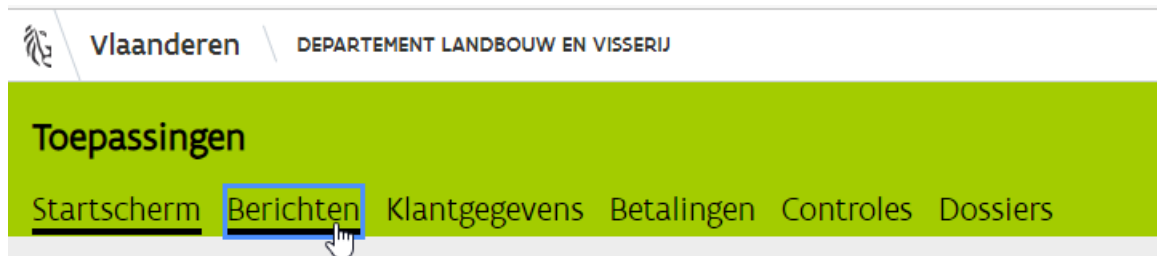 Vlaanderen DEPARTEMENT LANDBOUW EN VISSERIJ
Toepassingen
Startscherm Berichten Klantgegevens Betalingen Controles Dossiers